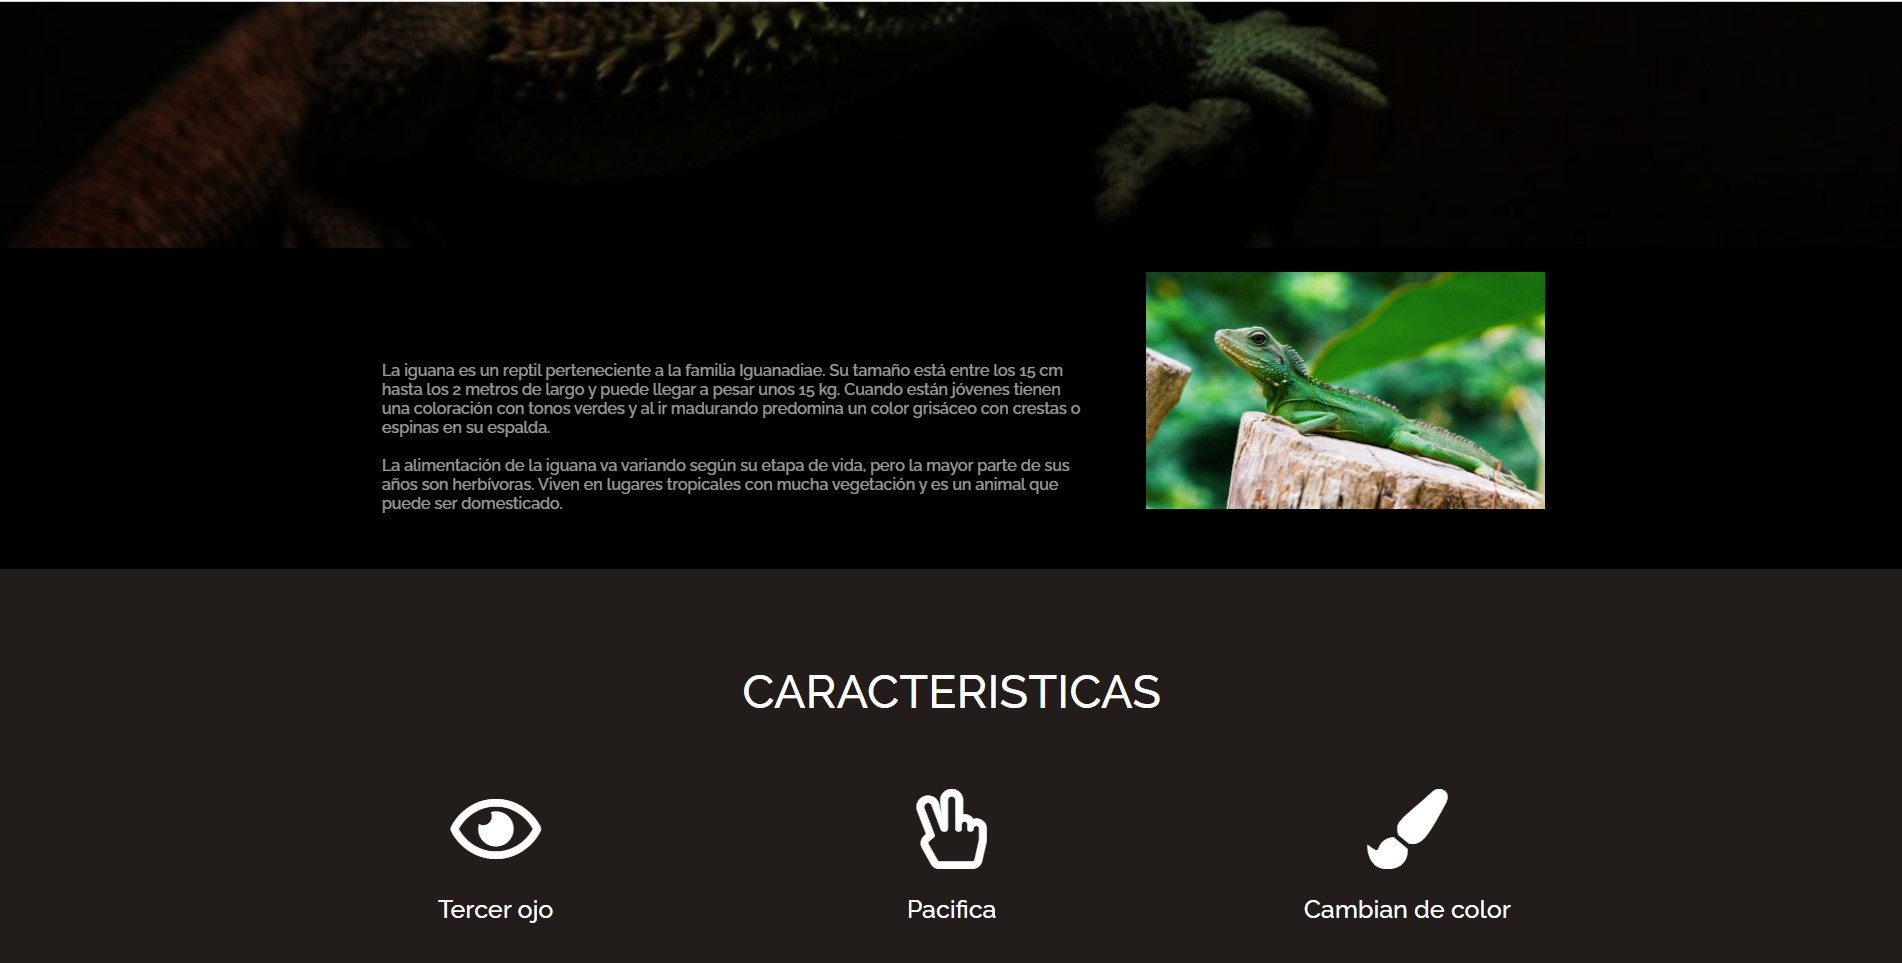 La iguana es un reptil perteneciente a la familia Iguanadiae. Su tamaño está entre los 15 cm
hasta los 2 metros de largo y puede llegar a pesar unos 15 kg. Cuando están jóvenes tienen
una coloración con tonos verdes y al ir madurando predomina un color grisáceo con crestas o
espinas en su espalda.
La alimentación de la iguana va variando según su etapa de vida, pero la mayor parte de sus
años son herbívoras. Viven en lugares tropicales con mucha vegetación y es un animal que
puede ser domesticado.
CARACTERISTICAS
Tercer ojo
Pacifica
Cambian de color